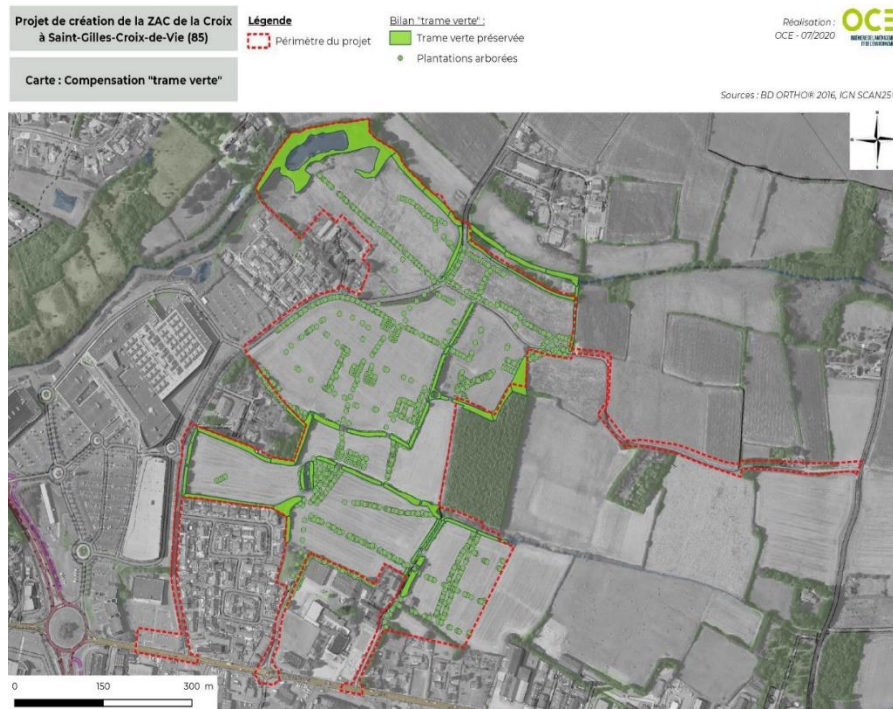 Projet de création de la ZAC de la Croix
à Saint-Gilles-Croix-de-Vie (85)
Carte : Compensation "trame verte"
Légende
Périmètre du projet
Bilan "trame verte" :
Trame verte préservée
Plantations arborées
Réalisation :
OCE - 07/2020
OCE
Sources : BD ORTHO® 2016, IGN SCAN25
0 150 300 m